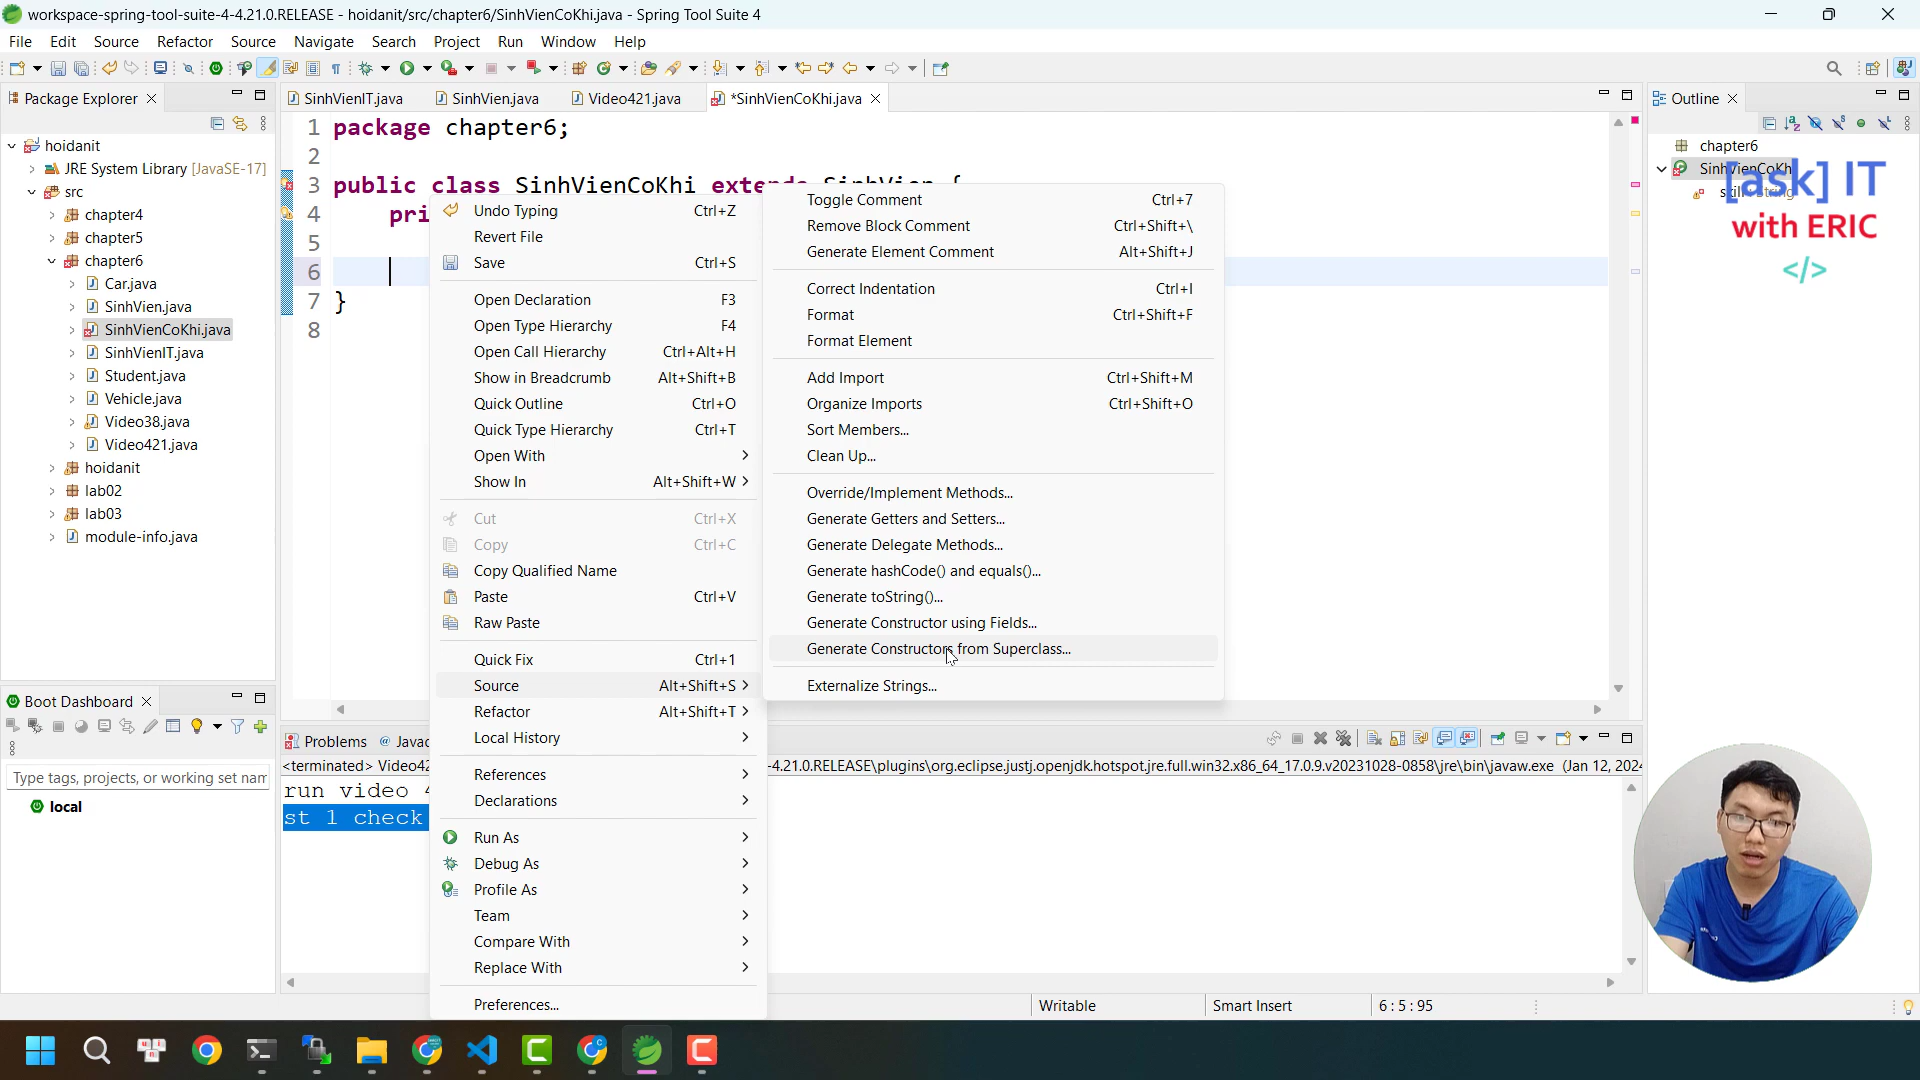 workspace-spring-tool-suite-4-4.21.0.RELEASE - hoidanit/src/chapter6/SinhVienCoKhi.java - Spring Tool Suite 4
File Edit Source Refactor Source Navigate Search Project Run Window Help
Package Explorer
hoidanit
JRE System Library [JavaSE-17]
src
chapter4
chapter5
chapter6
Car.java
SinhVien.java
SinhVienCoKhi.java
SinhVienIT.java
Student.java
Vehicle.java
Video38.java
Video421.java
hoidanit
lab02
lab03
module-info.java
SinhVienIT.java SinhVien.java Video421.java *SinhVienCoKhi.java
1 package chapter6;
2
3 public class SinhVienCoKhi extends SinhVien {
4 pri
5
6
7 }
8
Undo Typing Ctrl+Z
Revert File
Save Ctrl+S
Open Declaration F3
Open Type Hierarchy F4
Open Call Hierarchy Ctrl+Alt+H
Show in Breadcrumb Alt+Shift+B
Quick Outline Ctrl+O
Quick Type Hierarchy Ctrl+T
Open With
Show In Alt+Shift+W
Cut Ctrl+X
Copy Ctrl+C
Copy Qualified Name
Paste Ctrl+V
Raw Paste
Quick Fix Ctrl+1
Source Alt+Shift+S
Refactor Alt+Shift+T
Local History
References
Declarations
Run As
Debug As
Profile As
Team
Compare With
Replace With
Preferences...
Toggle Comment Ctrl+7
Remove Block Comment Ctrl+Shift+\
Generate Element Comment Alt+Shift+J
Correct Indentation Ctrl+I
Format Ctrl+Shift+F
Format Element
Add Import Ctrl+Shift+M
Organize Imports Ctrl+Shift+O
Sort Members...
Clean Up...
Override/Implement Methods...
Generate Getters and Setters...
Generate Delegate Methods...
Generate hashCode() and equals()...
Generate toString()...
Generate Constructor using Fields...
Generate Constructors from Superclass...
Externalize Strings...
Outline
chapter6
SinhVienCoKh
[ask] IT
with ERIC
</>
Boot Dashboard
Type tags, projects, or working set nam
local
Problems @ Javac
<terminated> Video42
-4.21.0.RELEASE\plugins\org.eclipse.justj.openjdk.hotspot.jre.full.win32.x86_64_17.0.9.v20231028-0858\jre\bin\javaw.exe (Jan 12, 202
run video 4
st 1 check
Writable Smart Insert 6 : 5 : 95